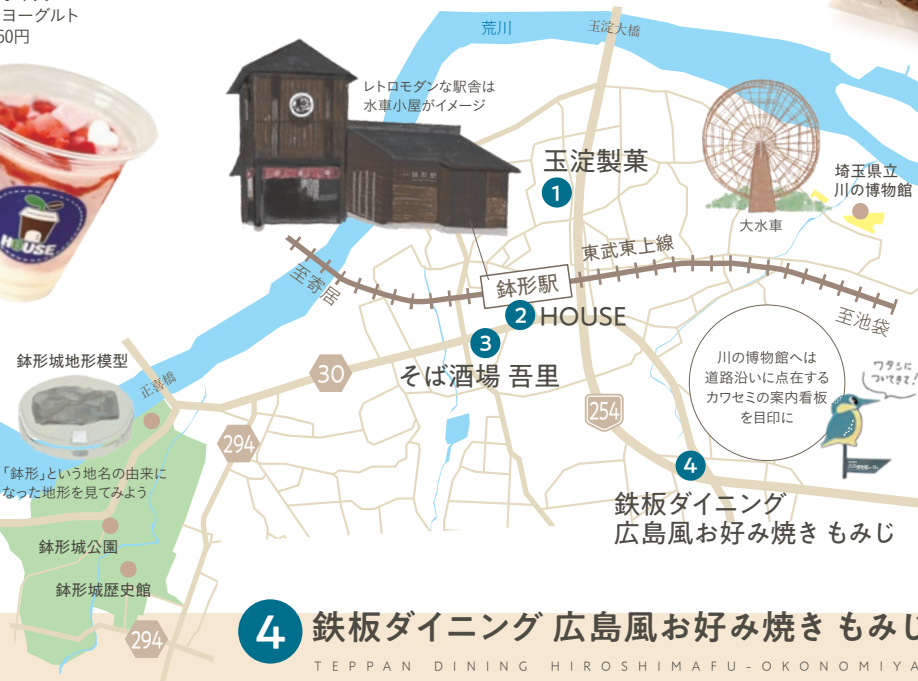 ヨーグルト
60円
HOUSE
荒川
玉淀大橋
レトロモダンな駅舎は
水車小屋がイメージ
玉淀製菓
1
大水車
埼玉県立
川の博物館
東武東上線
至寄居
鉢形駅
至池袋
2 HOUSE
3
そば酒場 吾里
30
254
294
川の博物館へは
道路沿いに点在する
カワセミの案内看板
を目印に
ワタシに
ついてきて!
鉢形城地形模型
正喜橋
「鉢形」という地名の由来に
なった地形を見てみよう
4
鉄板ダイニング
広島風お好み焼き もみじ
鉢形城公園
鉢形城歴史館
294
4 鉄板ダイニング 広島風お好み焼き もみじ
TEPPAN DINING HIROSHIMAFU-OKONOMIYA